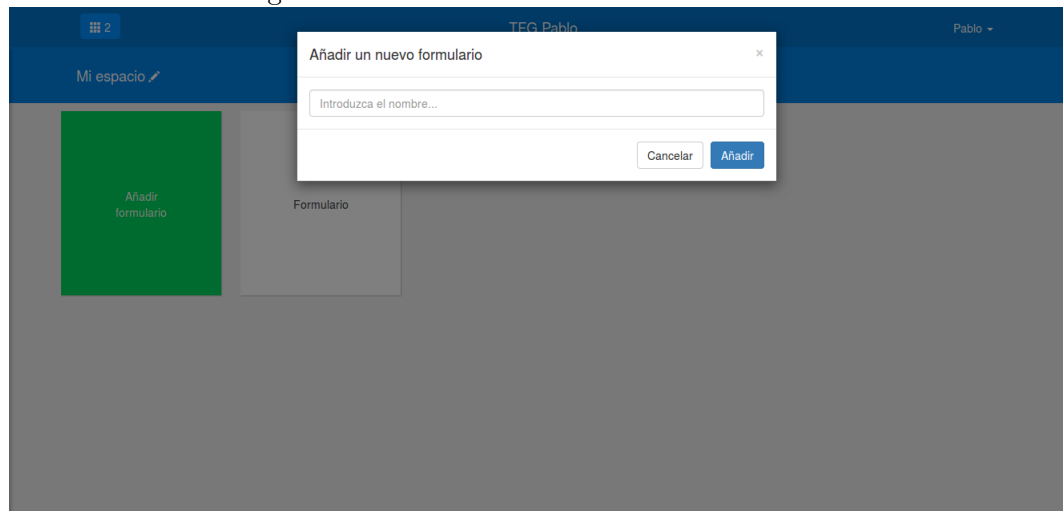 2
TFG Pablo
Pablo
Añadir un nuevo formulario
×
Mi espacio
Introduzca el nombre...
Cancelar
Añadir
Añadir
formulario
Formulario